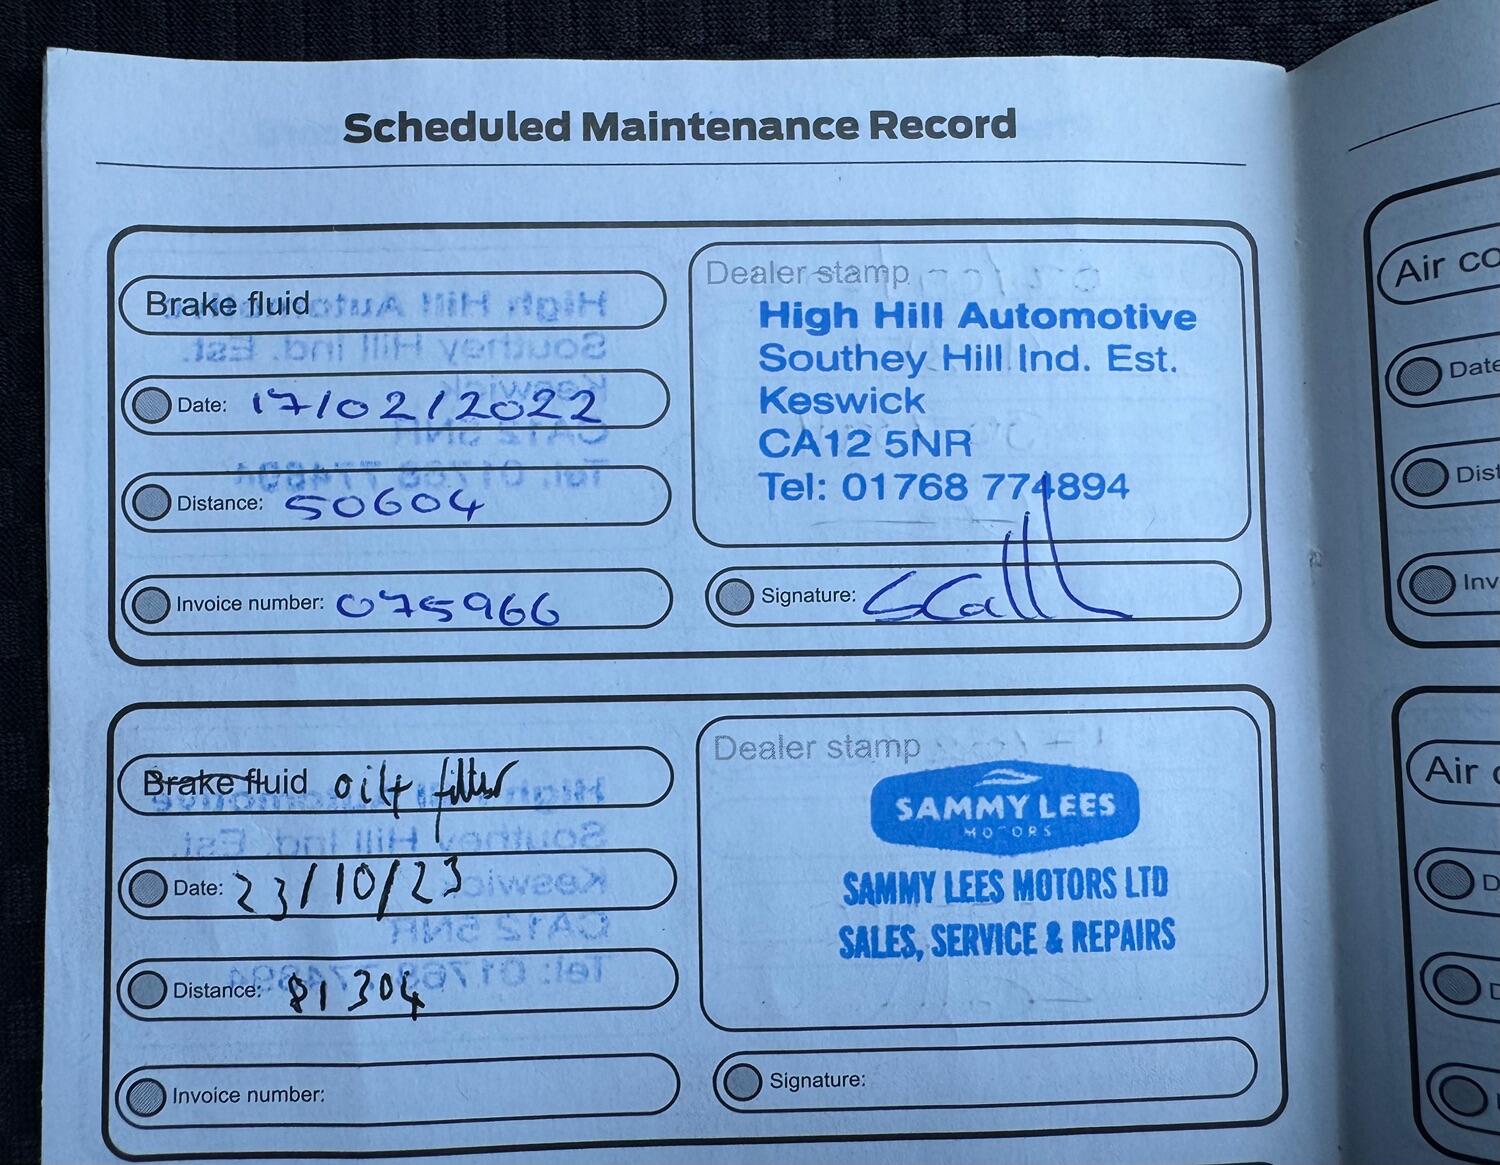 Scheduled Maintenance Record
Brake fluid
Date: 17/02/2022
Distance: 50604
Invoice number: 075966
Dealer stamp
High Hill Automotive
Southey Hill Ind. Est.
Keswick
CA12 5NR
Tel: 01768 774894
Signature:
Brake fluid oil + filter
Date: 23/10/23
Distance: 81304
Invoice number:
Dealer stamp
SAMMY LEES
MOTORS
SAMMY LEES MOTORS LTD
SALES, SERVICE & REPAIRS
Signature:
Air co
Date
Dist
Inv
Air
D
D